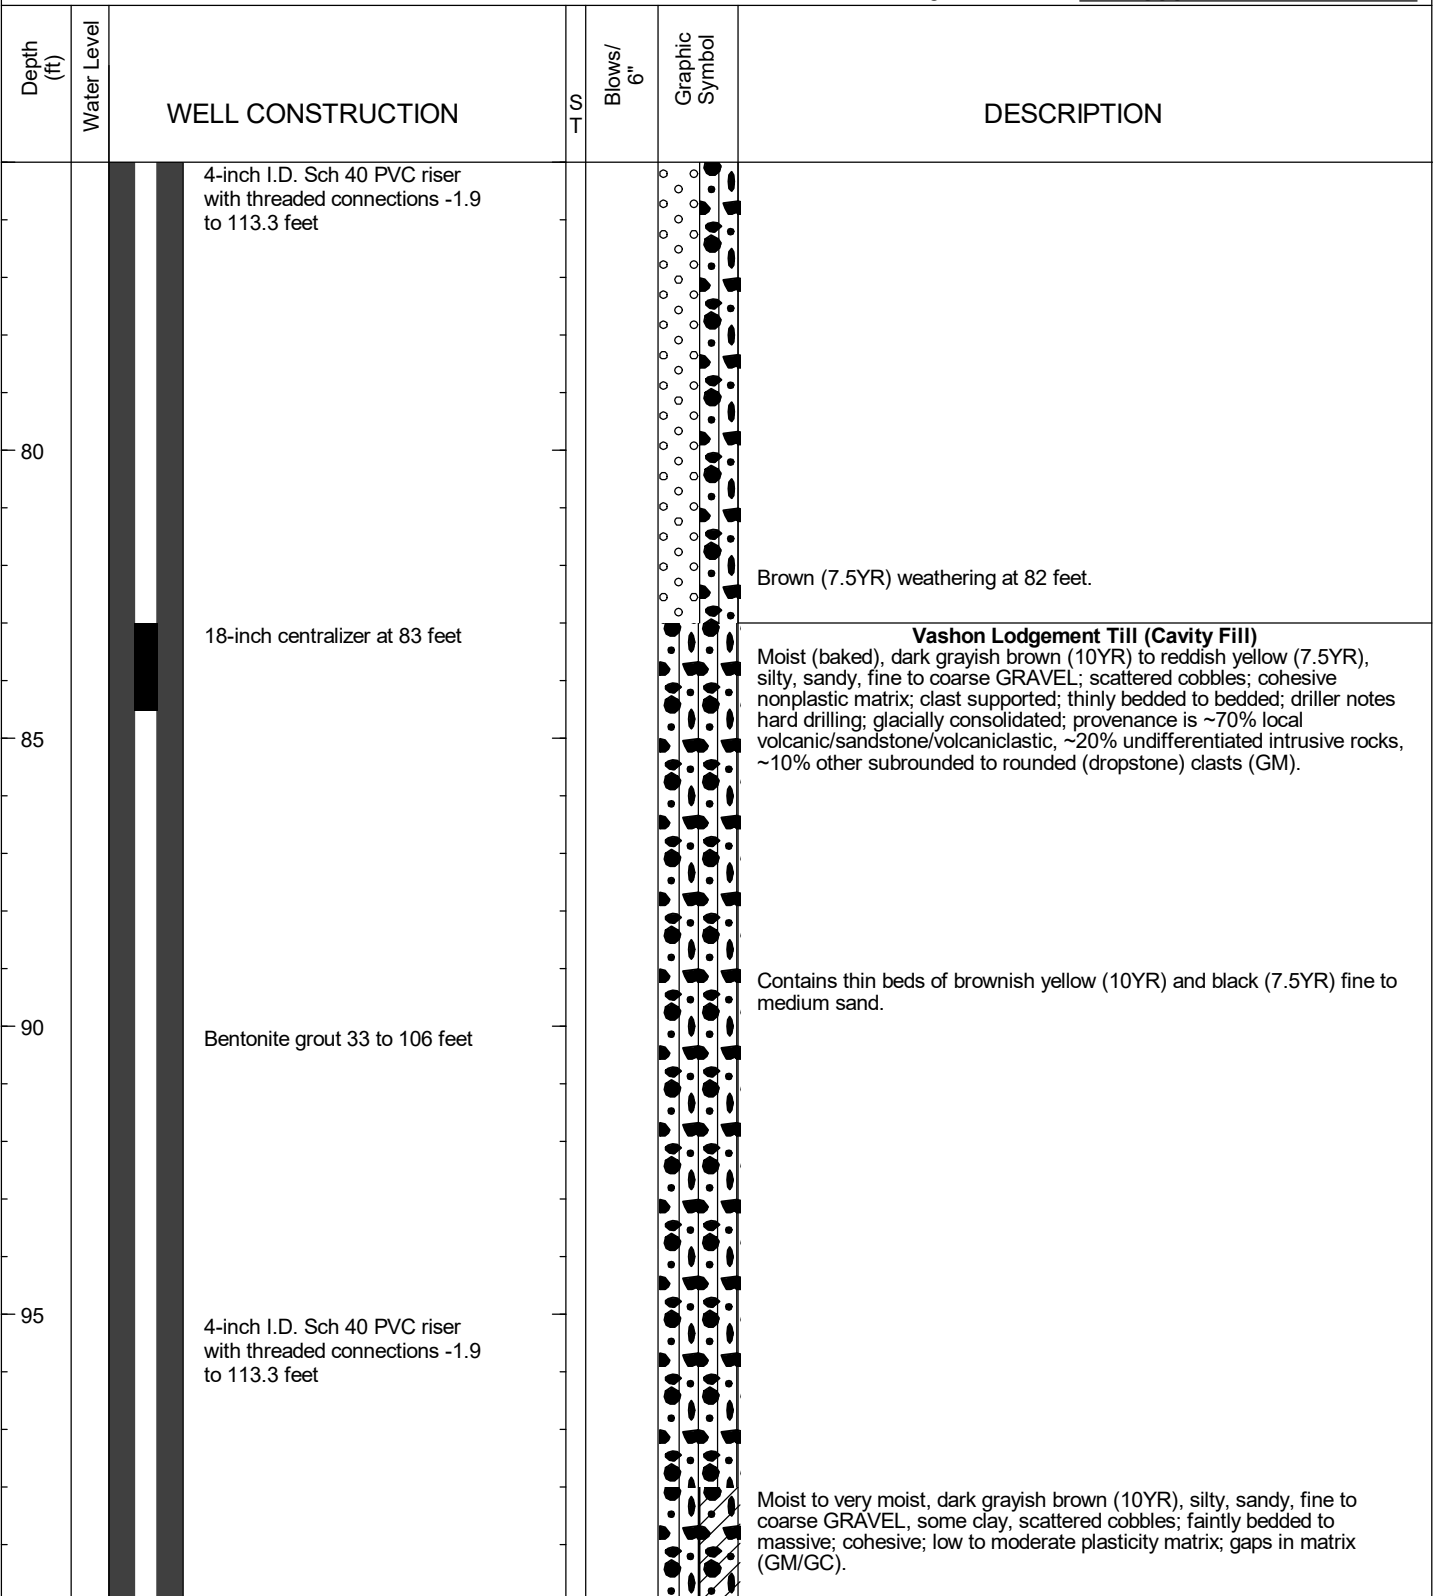 Depth
(ft)
Water Level
WELL CONSTRUCTION
S
T
Blows/
6"
Graphic
Symbol
DESCRIPTION
4-inch I.D. Sch 40 PVC riser
with threaded connections -1.9
to 113.3 feet
80
Brown (7.5YR) weathering at 82 feet.
18-inch centralizer at 83 feet
Vashon Lodgement Till (Cavity Fill)
Moist (baked), dark grayish brown (10YR) to reddish yellow (7.5YR),
silty, sandy, fine to coarse GRAVEL; scattered cobbles; cohesive
nonplastic matrix; clast supported; thinly bedded to bedded; driller notes
hard drilling; glacially consolidated; provenance is ~70% local
volcanic/sandstone/volcaniclastic, ~20% undifferentiated intrusive rocks,
~10% other subrounded to rounded (dropstone) clasts (GM).
85
Contains thin beds of brownish yellow (10YR) and black (7.5YR) fine to
medium sand.
90
Bentonite grout 33 to 106 feet
95
4-inch I.D. Sch 40 PVC riser
with threaded connections -1.9
to 113.3 feet
Moist to very moist, dark grayish brown (10YR), silty, sandy, fine to
coarse GRAVEL, some clay, scattered cobbles; faintly bedded to
massive; cohesive; low to moderate plasticity matrix; gaps in matrix
(GM/GC).